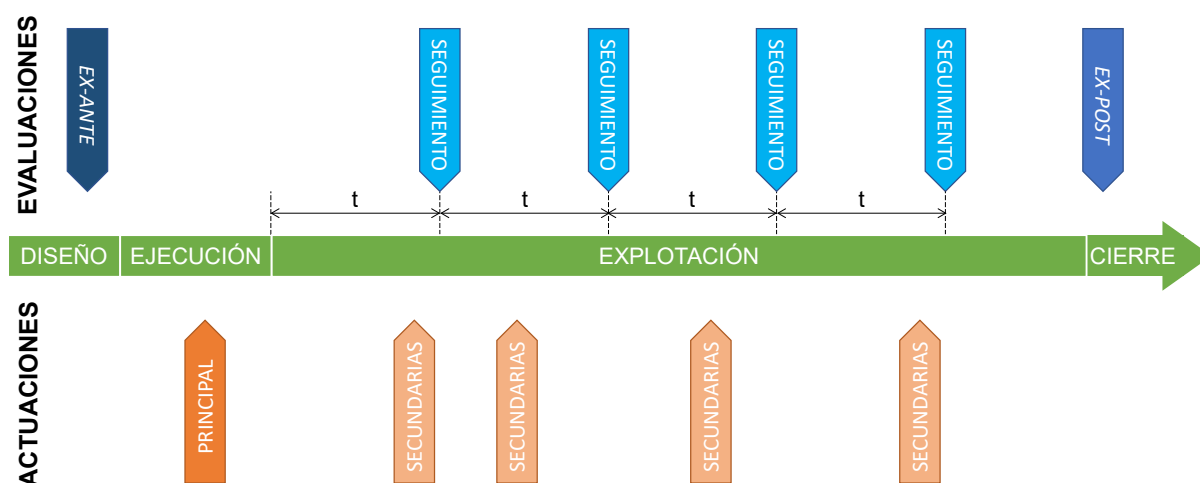 EVALUACIONES
EX-ANTE
SEGUIMIENTO
SEGUIMIENTO
SEGUIMIENTO
SEGUIMIENTO
EX-POST
t
t
t
t
DISEÑO
EJECUCIÓN
EXPLOTACIÓN
CIERRE
ACTUACIONES
PRINCIPAL
SECUNDARIAS
SECUNDARIAS
SECUNDARIAS
SECUNDARIAS